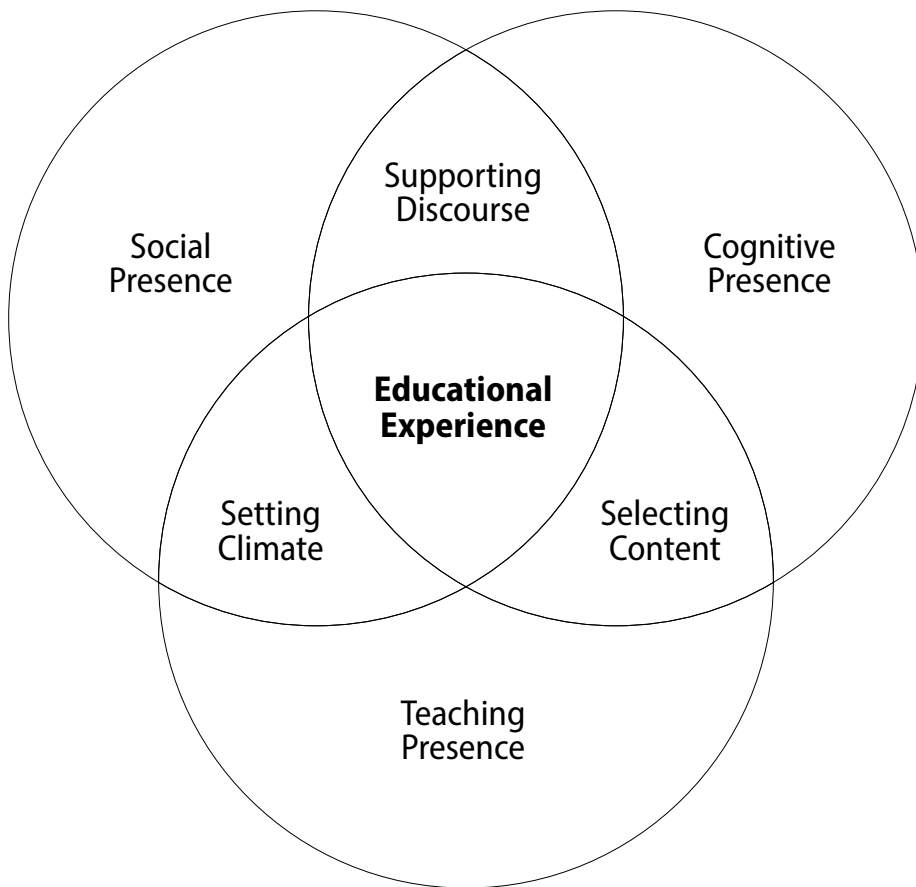 Supporting
Discourse
Social
Presence
Cognitive
Presence
Educational
Experience
Setting
Climate
Selecting
Content
Teaching
Presence